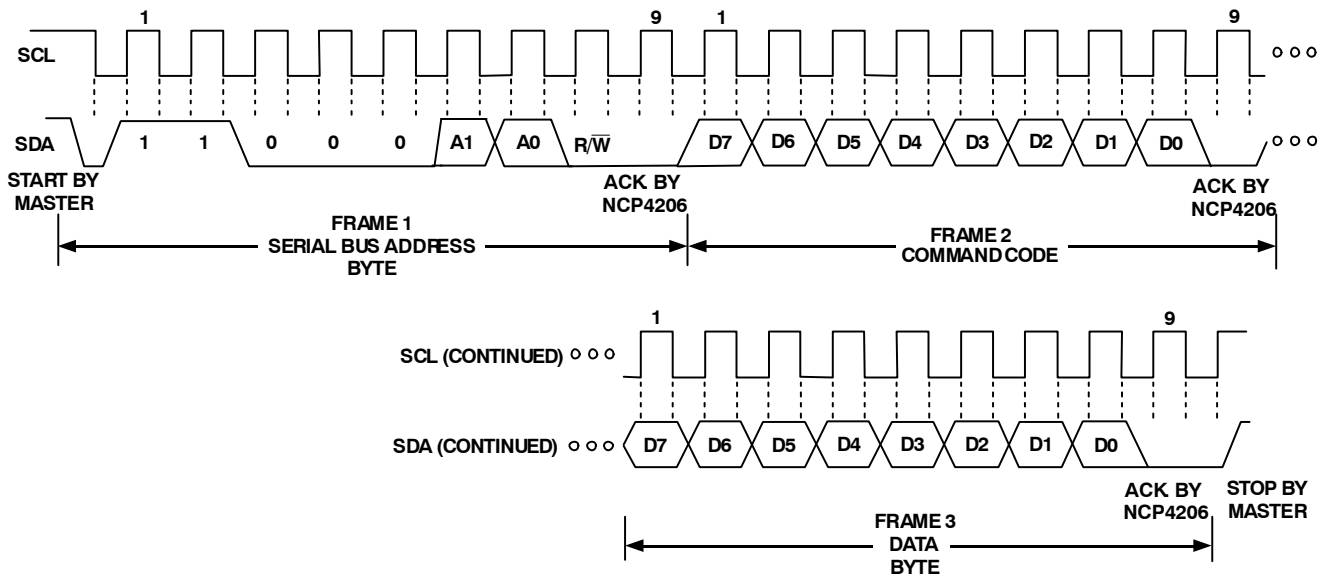 1 9 1 9
SCL
SDA 1 1 0 0 0 A1 A0 R/W̅ D7 D6 D5 D4 D3 D2 D1 D0
START BY
MASTER
ACK. BY
NCP4206
ACK. BY
NCP4206
FRAME 1
SERIAL BUS ADDRESS
BYTE
FRAME 2
COMMAND CODE
1 9
SCL (CONTINUED)
SDA (CONTINUED) D7 D6 D5 D4 D3 D2 D1 D0
ACK. BY
NCP4206
STOP BY
MASTER
FRAME 3
DATA
BYTE